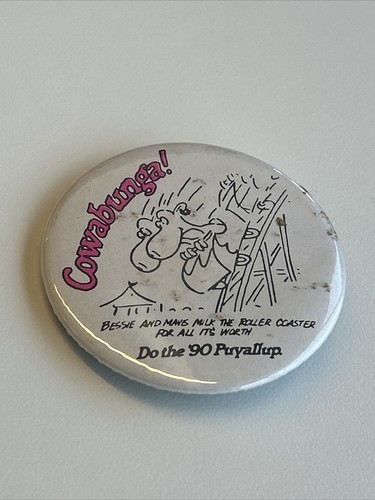 Cowabunga!
BESSIE AND MAVIS MILK THE ROLLER COASTER
FOR ALL ITS WORTH
Do the '90 Puyallup.